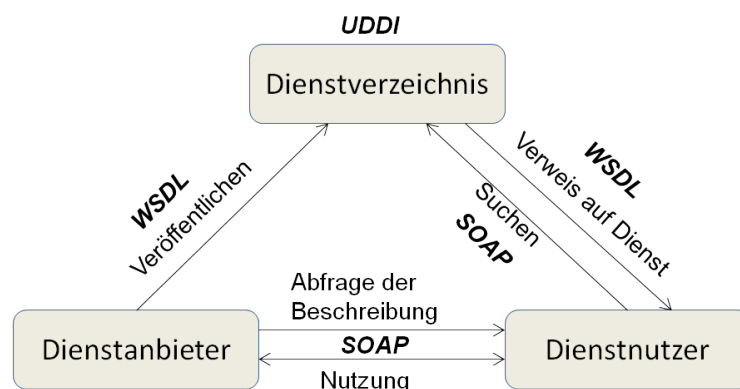 UDDI
Dienstverzeichnis
WSDL
Veröffentlichen
WSDL
Verweis auf Dienst
Suchen
SOAP
Abfrage der
Beschreibung
Dienstanbieter
SOAP
Dienstnutzer
Nutzung